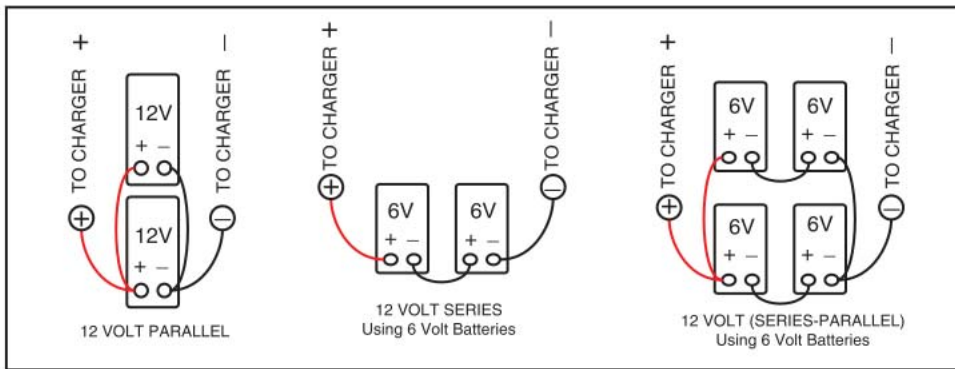 TO CHARGER +
12V
+ −
12V
+ −
+
−
TO CHARGER −
12 VOLT PARALLEL
TO CHARGER +
+
6V
+ −
6V
+ −
−
TO CHARGER −
12 VOLT SERIES
Using 6 Volt Batteries
TO CHARGER +
+
6V
+ −
6V
+ −
6V
+ −
6V
+ −
−
TO CHARGER −
12 VOLT (SERIES-PARALLEL)
Using 6 Volt Batteries